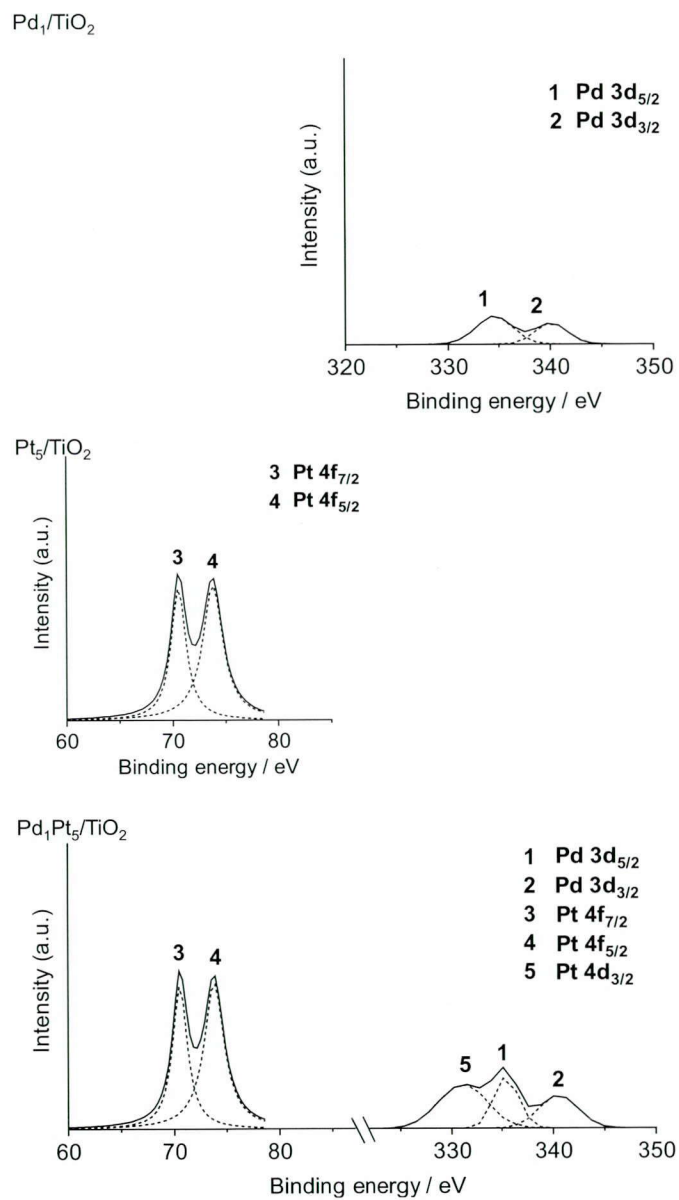 Pd₁/TiO₂
1 Pd 3d₅/₂
2 Pd 3d₃/₂
Intensity (a.u.)
1 2
320 330 340 350
Binding energy / eV
Pt₅/TiO₂
3 Pt 4f₇/₂
4 Pt 4f₅/₂
Intensity (a.u.)
3 4
60 70 80
Binding energy / eV
Pd₁Pt₅/TiO₂
1 Pd 3d₅/₂
2 Pd 3d₃/₂
3 Pt 4f₇/₂
4 Pt 4f₅/₂
5 Pt 4d₃/₂
Intensity (a.u.)
3 4 5 1 2
60 70 80 330 340 350
Binding energy / eV